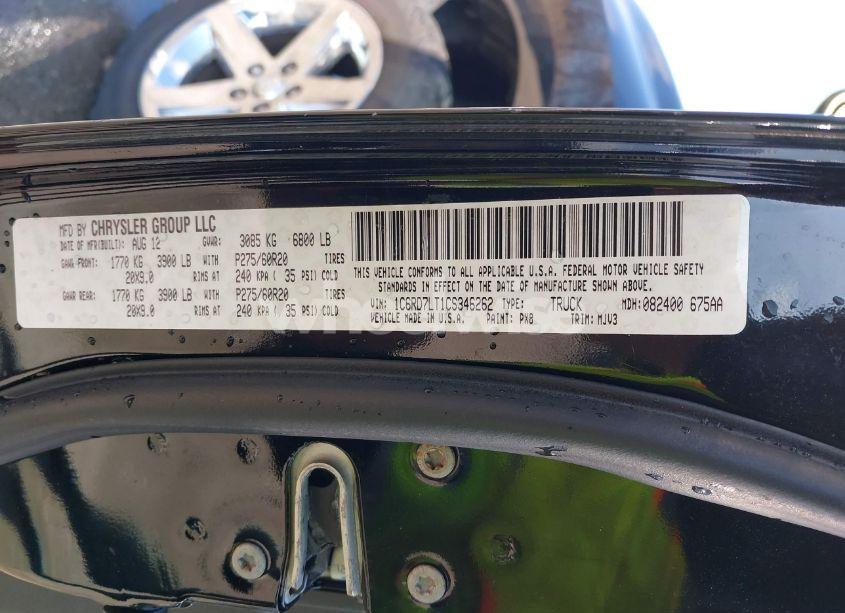 MFD BY CHRYSLER GROUP LLC
DATE OF MFR(BUILT): AUG 12 GVWR: 3085 KG 6800 LB
GAWR FRONT: 1770 KG 3900 LB WITH P275/60R20 TIRES
20X9.0 RIMS AT 240 KPA ( 35 PSI) COLD
GAWR REAR: 1770 KG 3900 LB WITH P275/60R20 TIRES
20X9.0 RIMS AT 240 KPA ( 35 PSI) COLD
THIS VEHICLE CONFORMS TO ALL APPLICABLE U.S.A. FEDERAL MOTOR VEHICLE SAFETY
STANDARDS IN EFFECT ON THE DATE OF MANUFACTURE SHOWN ABOVE.
VIN: 1C6RD7LT1CS346262 TYPE: TRUCK MDH: 082400 675AA
VEHICLE MADE IN U.S.A. PAINT: PX8 TRIM: MJV3